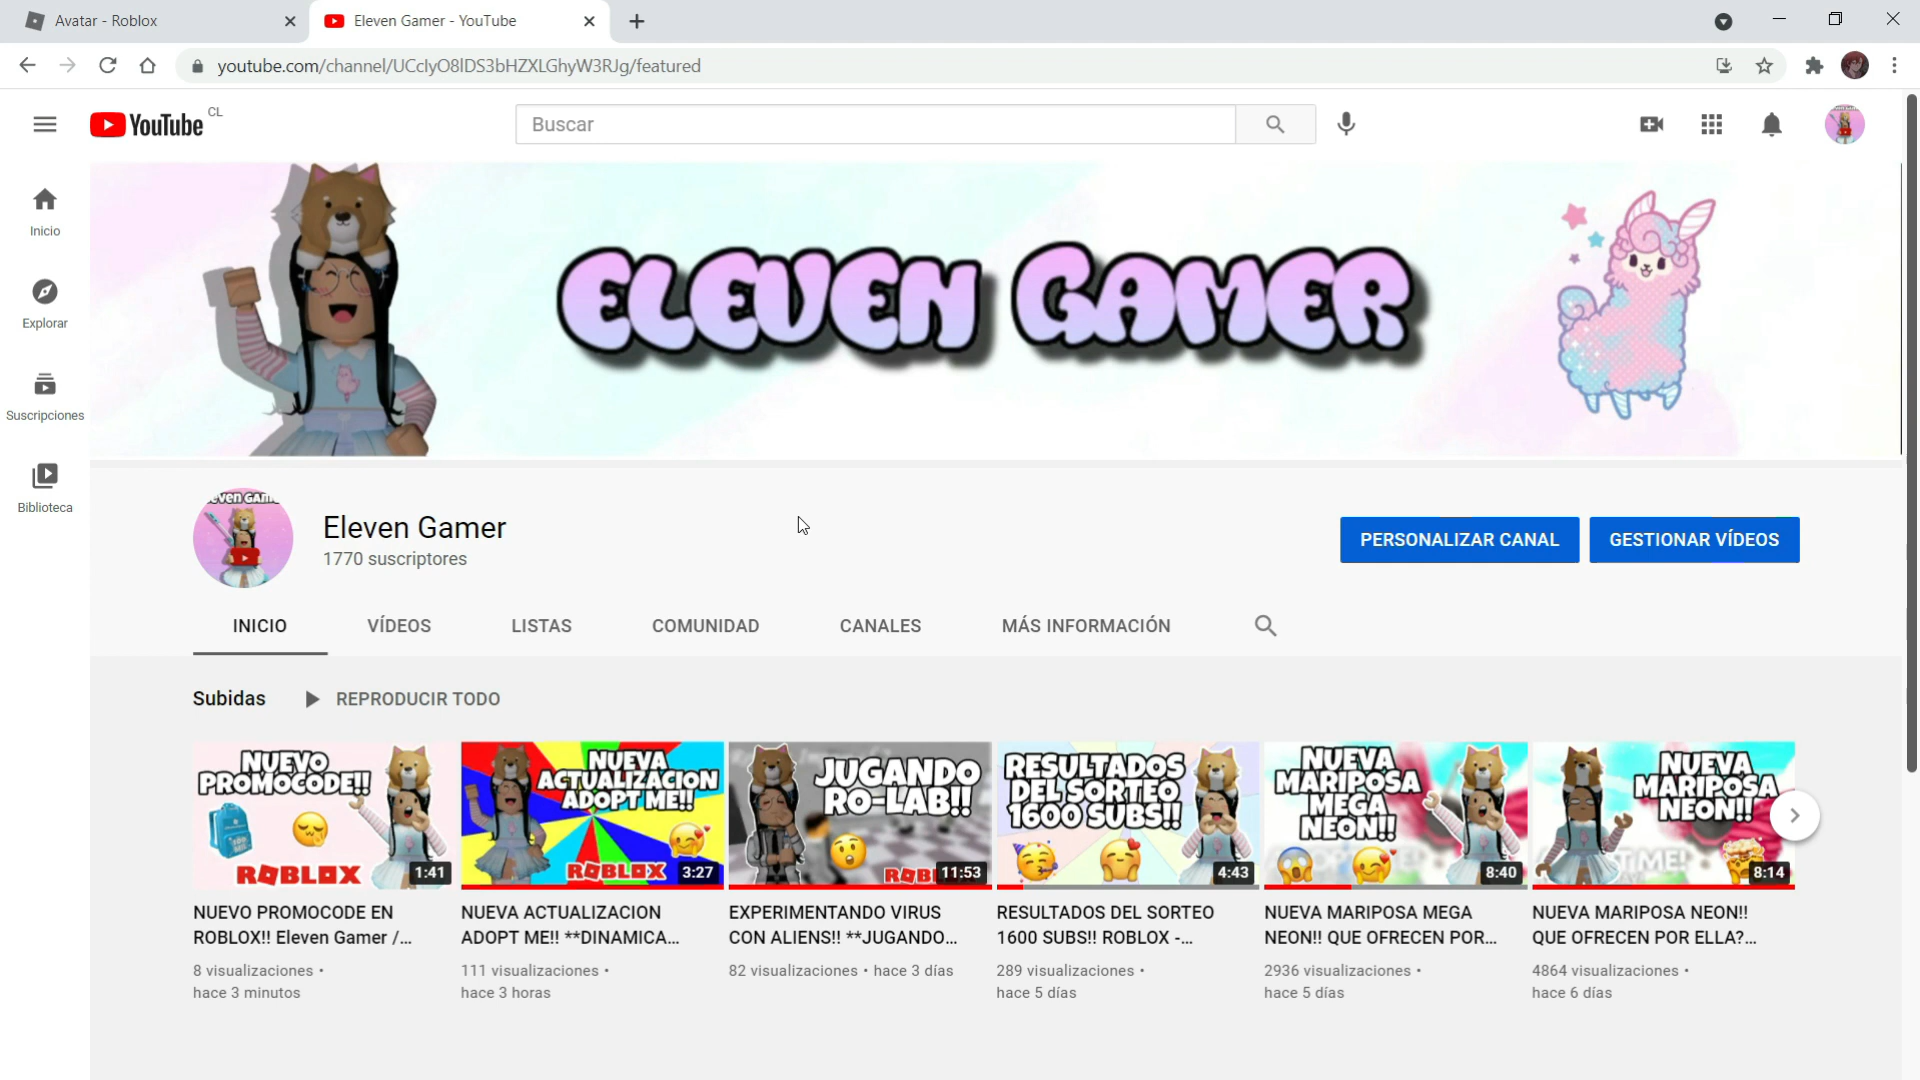 Avatar - Roblox
Eleven Gamer - YouTube
youtube.com/channel/UCclyO8IDS3bHZXLGhyW3RJg/featured
YouTube CL
Buscar
Inicio
Explorar
Suscripciones
Biblioteca
ELEVEN GAMER
Eleven Gamer
1770 suscriptores
PERSONALIZAR CANAL
GESTIONAR VÍDEOS
INICIO
VÍDEOS
LISTAS
COMUNIDAD
CANALES
MÁS INFORMACIÓN
Subidas
REPRODUCIR TODO
NUEVO
PROMOCODE!!
ROBLOX
1:41
NUEVO PROMOCODE EN
ROBLOX!! Eleven Gamer /...
8 visualizaciones •
hace 3 minutos
NUEVA
ACTUALIZACION
ADOPT ME!!
ROBLOX
3:27
NUEVA ACTUALIZACION
ADOPT ME!! **DINAMICA...
111 visualizaciones •
hace 3 horas
JUGANDO
RO-LAB!!
11:53
EXPERIMENTANDO VIRUS
CON ALIENS!! **JUGANDO...
82 visualizaciones • hace 3 días
RESULTADOS
DEL SORTEO
1600 SUBS!!
4:43
RESULTADOS DEL SORTEO
1600 SUBS!! ROBLOX -...
289 visualizaciones •
hace 5 días
NUEVA
MARIPOSA
MEGA
NEON!!
8:40
NUEVA MARIPOSA MEGA
NEON!! QUE OFRECEN POR...
2936 visualizaciones •
hace 5 días
NUEVA
MARIPOSA
NEON!!
8:14
NUEVA MARIPOSA NEON!!
QUE OFRECEN POR ELLA?...
4864 visualizaciones •
hace 6 días